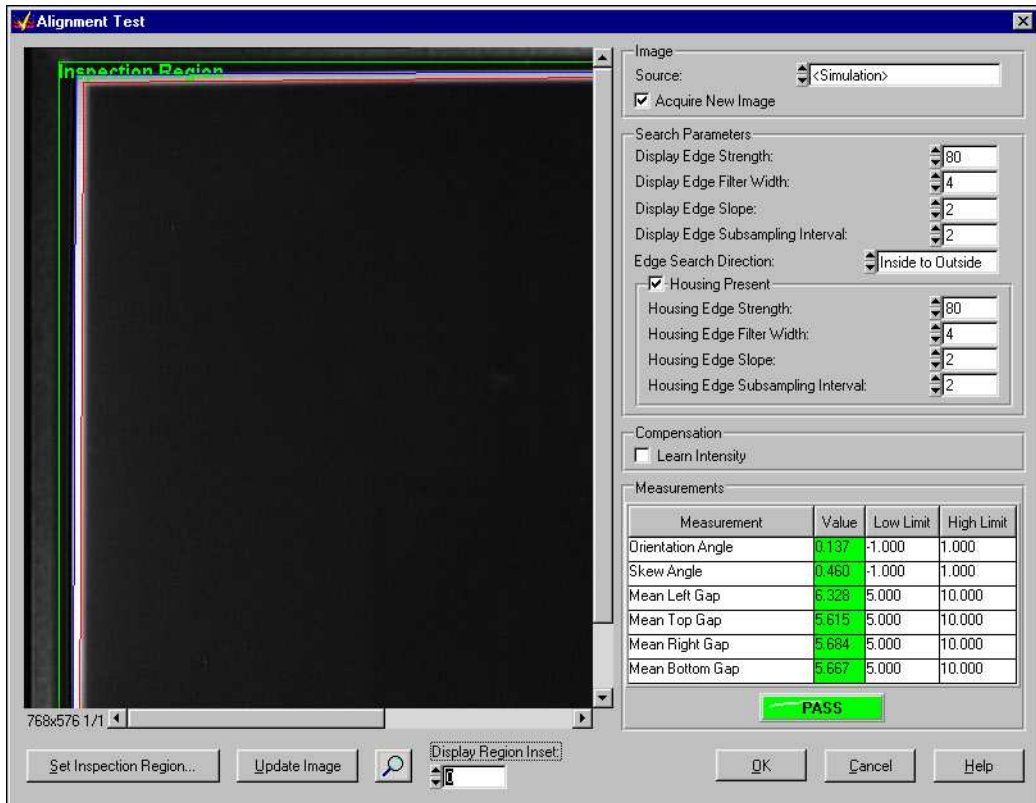 Alignment Test
Inspection Region
Image
Source: <Simulation>
Acquire New Image
Search Parameters
Display Edge Strength: 80
Display Edge Filter Width: 4
Display Edge Slope: 2
Display Edge Subsampling Interval: 2
Edge Search Direction: Inside to Outside
Housing Present
Housing Edge Strength: 80
Housing Edge Filter Width: 4
Housing Edge Slope: 2
Housing Edge Subsampling Interval: 2
Compensation
Learn Intensity
Measurements
Measurement Value Low Limit High Limit
Orientation Angle 0.137 -1.000 1.000
Skew Angle 0.460 -1.000 1.000
Mean Left Gap 6.328 5.000 10.000
Mean Top Gap 5.615 5.000 10.000
Mean Right Gap 5.684 5.000 10.000
Mean Bottom Gap 5.667 5.000 10.000
PASS
768x576 1/1
Set Inspection Region...
Update Image
Display Region Inset:
0
OK
Cancel
Help